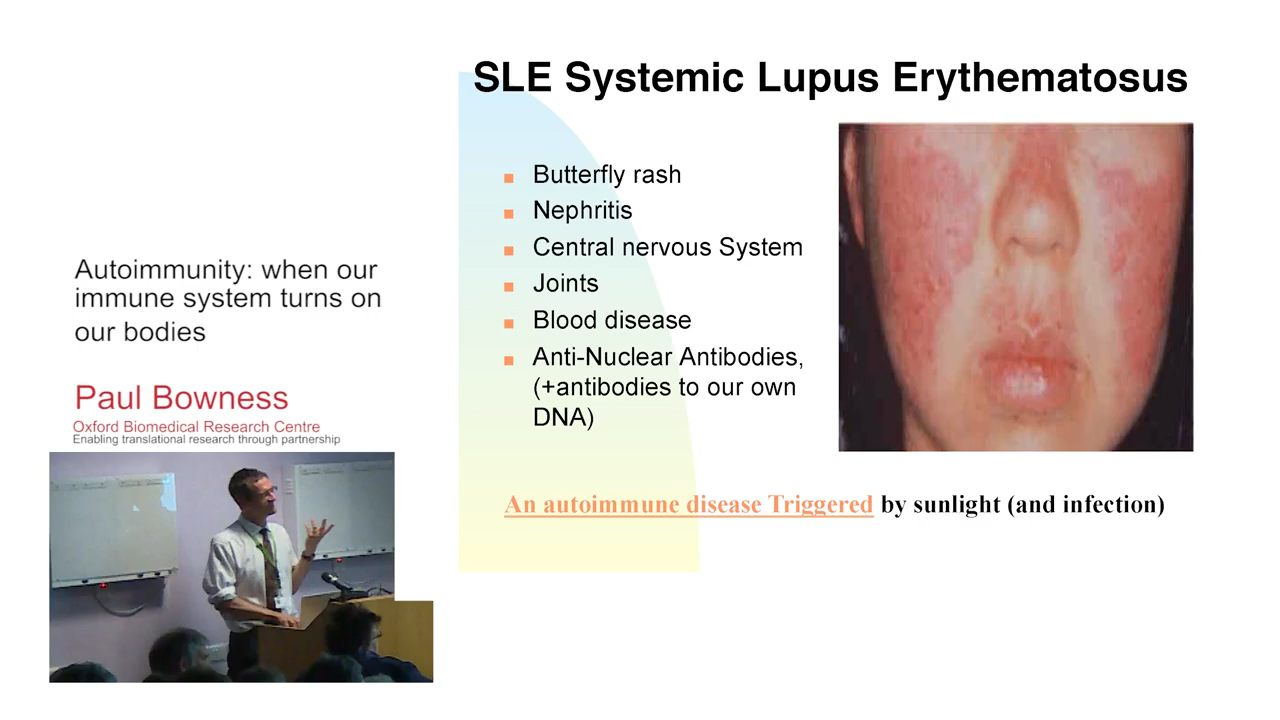 SLE Systemic Lupus Erythematosus
Butterfly rash
Nephritis
Central nervous System
Joints
Blood disease
Anti-Nuclear Antibodies,
(+antibodies to our own
DNA)
An autoimmune disease Triggered by sunlight (and infection)
Autoimmunity: when our
immune system turns on
our bodies
Paul Bowness
Oxford Biomedical Research Centre
Enabling translational research through partnership